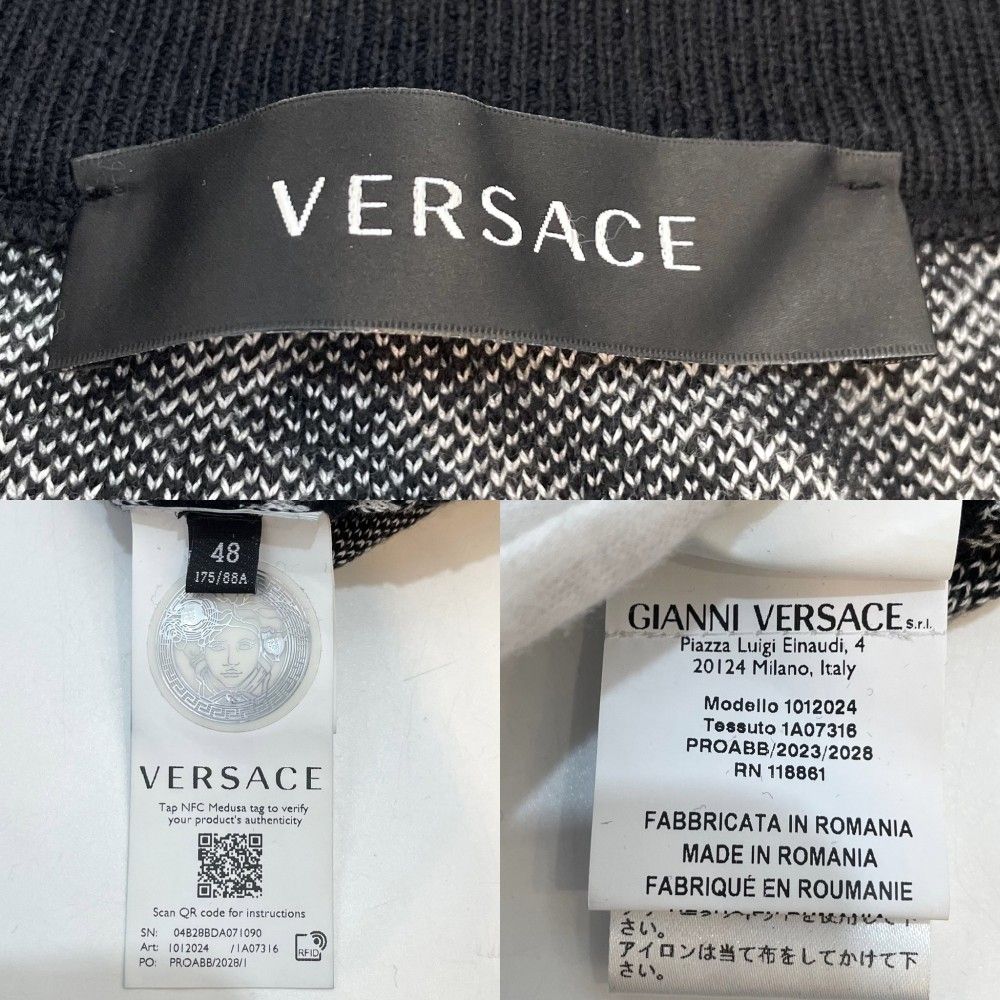 VERSACE
48
175/88A
VERSACE
Tap NFC Medusa tag to verify
your product's authenticity
Scan QR code for instructions
SN: 04B28BDA071090
Art: 1012024 /1A07316
PO: PROABB/2028/1
RFID
GIANNI VERSACE s.r.l.
Piazza Luigi Einaudi, 4
20124 Milano, Italy
Modello 1012024
Tessuto 1A07316
PROABB/2023/2028
RN 118861
FABBRICATA IN ROMANIA
MADE IN ROMANIA
FABRIQUÉ EN ROUMANIE
さい。
アイロンは当て布をしてかけて下
さい。